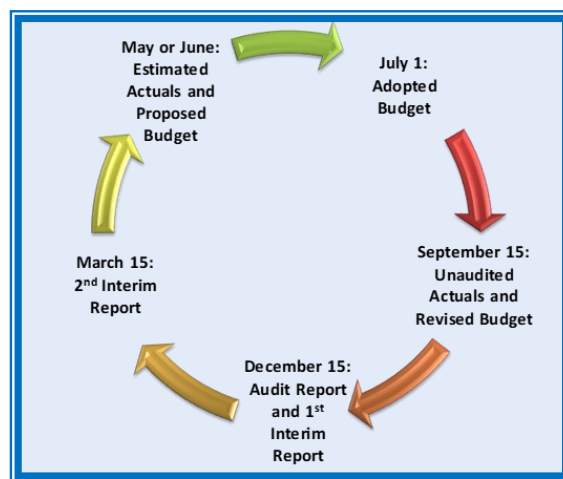 May or June:
Estimated
Actuals and
Proposed
Budget
July 1:
Adopted
Budget
September 15:
Unaudited
Actuals and
Revised Budget
December 15:
Audit Report
and 1st
Interim
Report
March 15:
2nd Interim
Report